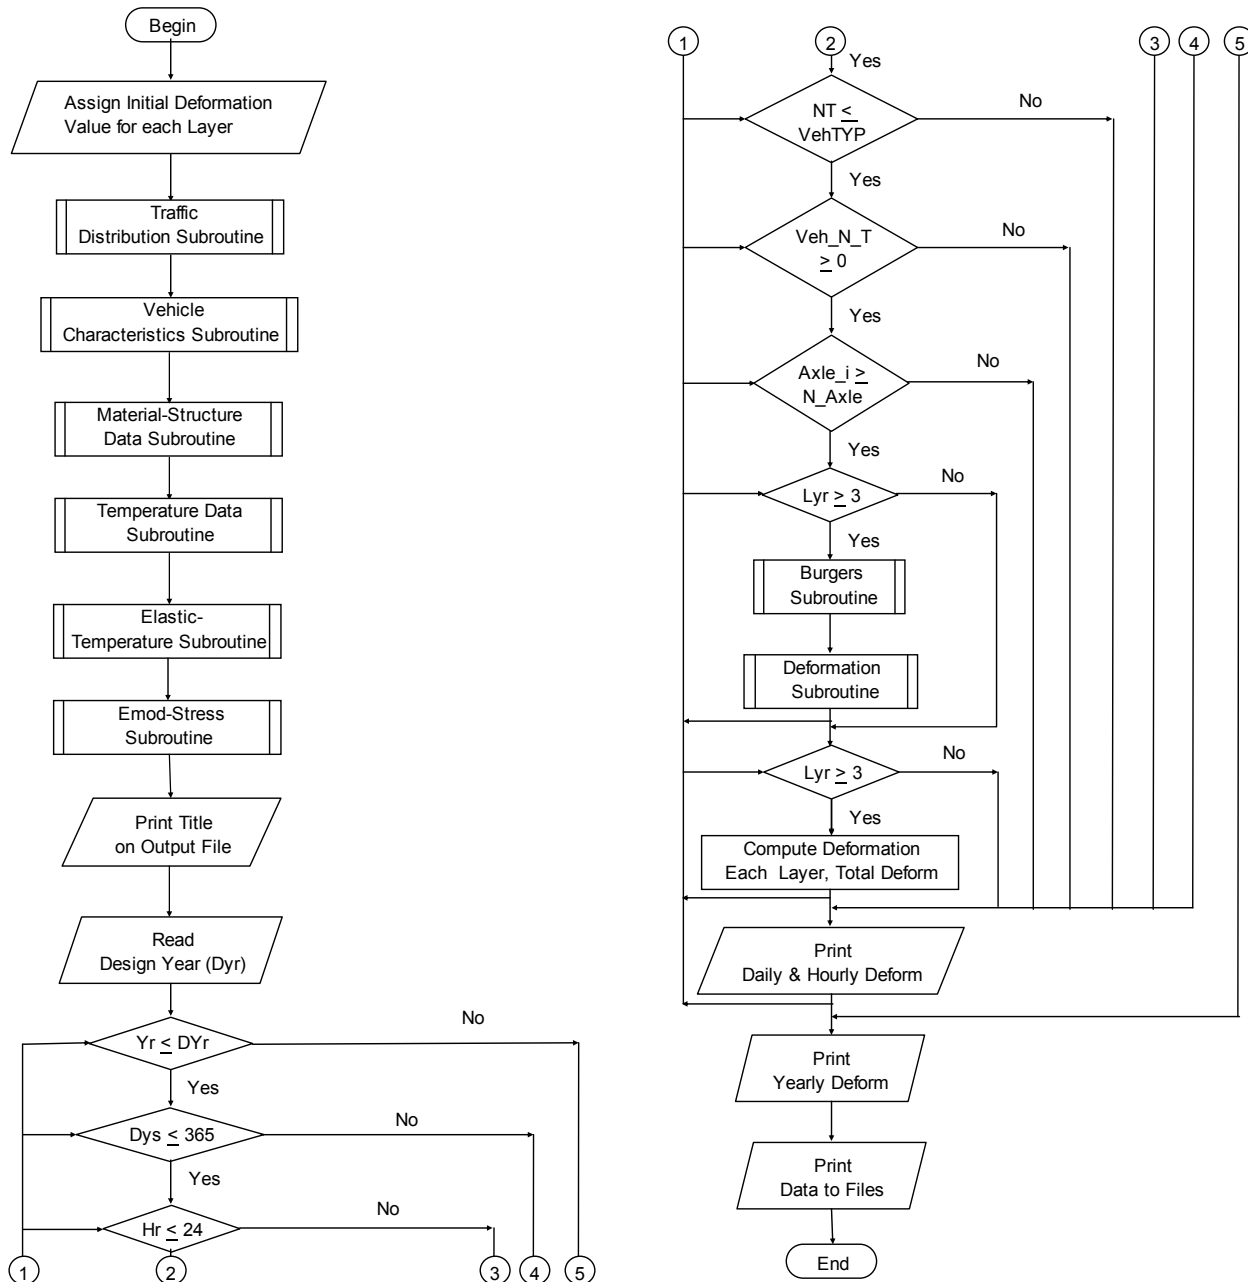 Begin
Assign Initial Deformation
Value for each Layer
Traffic
Distribution Subroutine
Vehicle
Characteristics Subroutine
Material-Structure
Data Subroutine
Temperature Data
Subroutine
Elastic-
Temperature Subroutine
Emod-Stress
Subroutine
Print Title
on Output File
Read
Design Year (Dyr)
No
Yr ≤ DYr
Yes
No
Dys ≤ 365
Yes
No
Hr ≤ 24
1
2
3
4
5
1
2
3
4
5
Yes
No
NT ≤
VehTYP
Yes
No
Veh_N_T
≥ 0
Yes
No
Axle_i ≥
N_Axle
Yes
No
Lyr ≥ 3
Yes
Burgers
Subroutine
Deformation
Subroutine
No
Lyr ≥ 3
Yes
Compute Deformation
Each Layer, Total Deform
Print
Daily & Hourly Deform
Print
Yearly Deform
Print
Data to Files
End